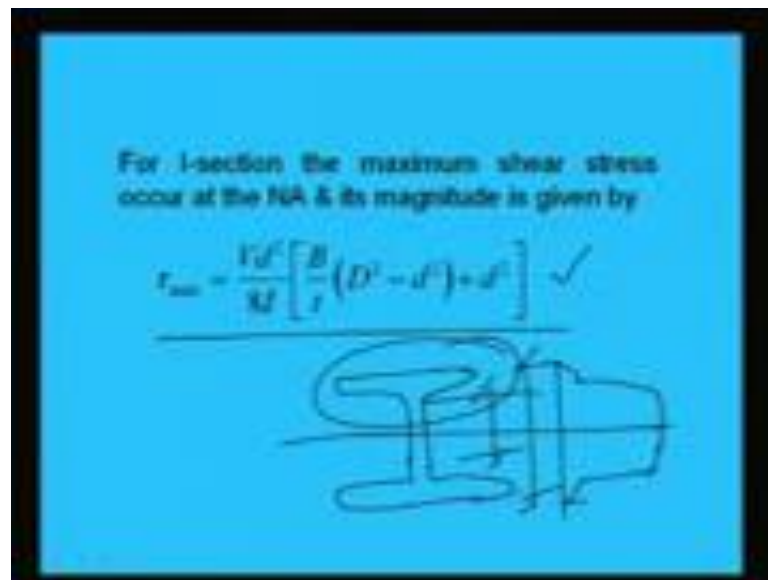 For I-section the maximum shear stress
occur at the NA & its magnitude is given by
τmax = Vd²/8I [B/t (D² - d²) + d²] ✓